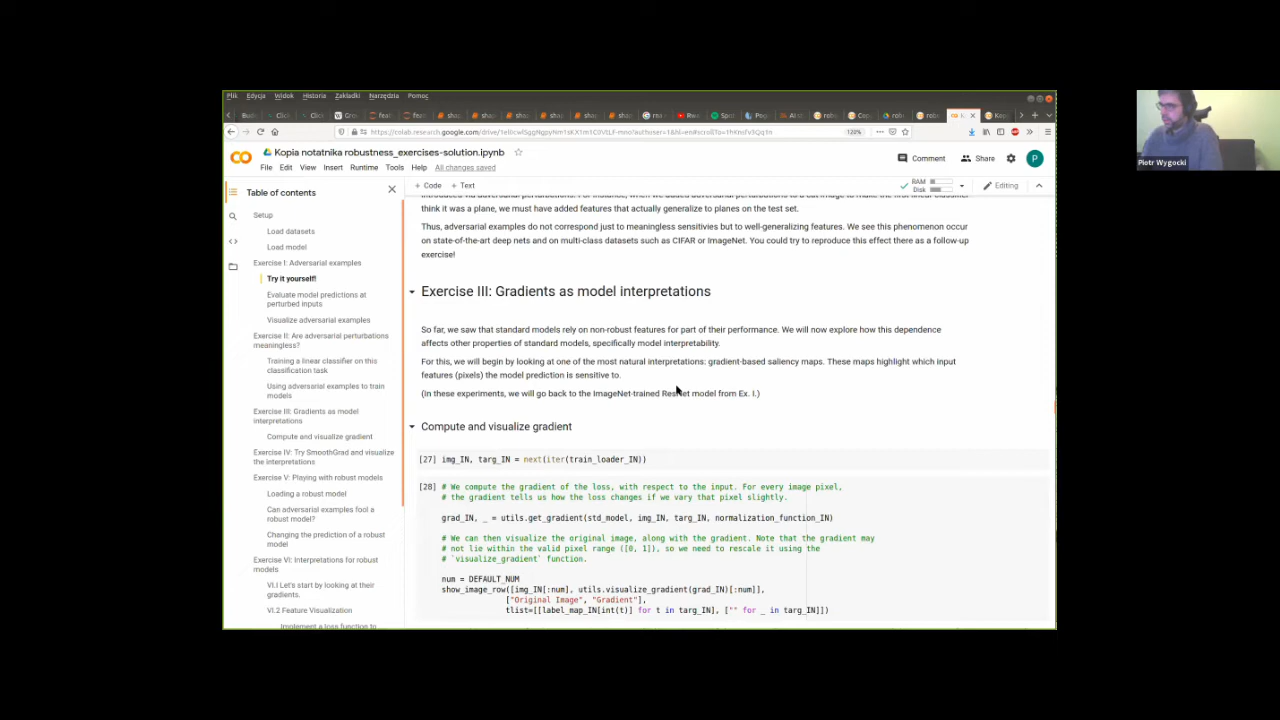 Plik Edycja Widok Historia Zakładki Narzędzia Pomoc
120%
Kopia notatnika robustness_exercises-solution.ipynb
File Edit View Insert Runtime Tools Help All changes saved
Comment Share P
Table of contents
+ Code + Text
RAM
Disk
Editing
Setup
Load datasets
Load model
Exercise I: Adversarial examples
Try it yourself!
Evaluate model predictions at
perturbed inputs
Visualize adversarial examples
Exercise II: Are adversarial perturbations
meaningless?
Training a linear classifier on this
classification task
Using adversarial examples to train
models
Exercise III: Gradients as model
interpretations
Compute and visualize gradient
Exercise IV: Try SmoothGrad and visualize
the interpretations
Exercise V: Playing with robust models
Loading a robust model
Can adversarial examples fool a
robust model?
Changing the prediction of a robust
model
Exercise VI: Interpretations for robust
models
VI.I Let's start by looking at their
gradients.
VI.2 Feature Visualization
Implement a loss function to
think it was a plane, we must have added features that actually generalize to planes on the test set.
Thus, adversarial examples do not correspond just to meaningless sensitivities but to well-generalizing features. We see this phenomenon occur
on state-of-the-art deep nets and on multi-class datasets such as CIFAR or ImageNet. You could try to reproduce this effect there as a follow-up
exercise!
Exercise III: Gradients as model interpretations
So far, we saw that standard models rely on non-robust features for part of their performance. We will now explore how this dependence
affects other properties of standard models, specifically model interpretability.
For this, we will begin by looking at one of the most natural interpretations: gradient-based saliency maps. These maps highlight which input
features (pixels) the model prediction is sensitive to.
(In these experiments, we will go back to the ImageNet-trained ResNet model from Ex. I.)
Compute and visualize gradient
[27] img_IN, targ_IN = next(iter(train_loader_IN))
[28] # We compute the gradient of the loss, with respect to the input. For every image pixel,
# the gradient tells us how the loss changes if we vary that pixel slightly.
grad_IN, _ = utils.get_gradient(std_model, img_IN, targ_IN, normalization_function_IN)
# We can then visualize the original image, along with the gradient. Note that the gradient may
# not lie within the valid pixel range ([0, 1]), so we need to rescale it using the
# `visualize_gradient` function.
num = DEFAULT_NUM
show_image_row([img_IN[:num], utils.visualize_gradient(grad_IN)[:num]],
["Original Image", "Gradient"],
tlist=[[label_map_IN[int(t)] for t in targ_IN], ["" for _ in targ_IN]])
Piotr Wygocki